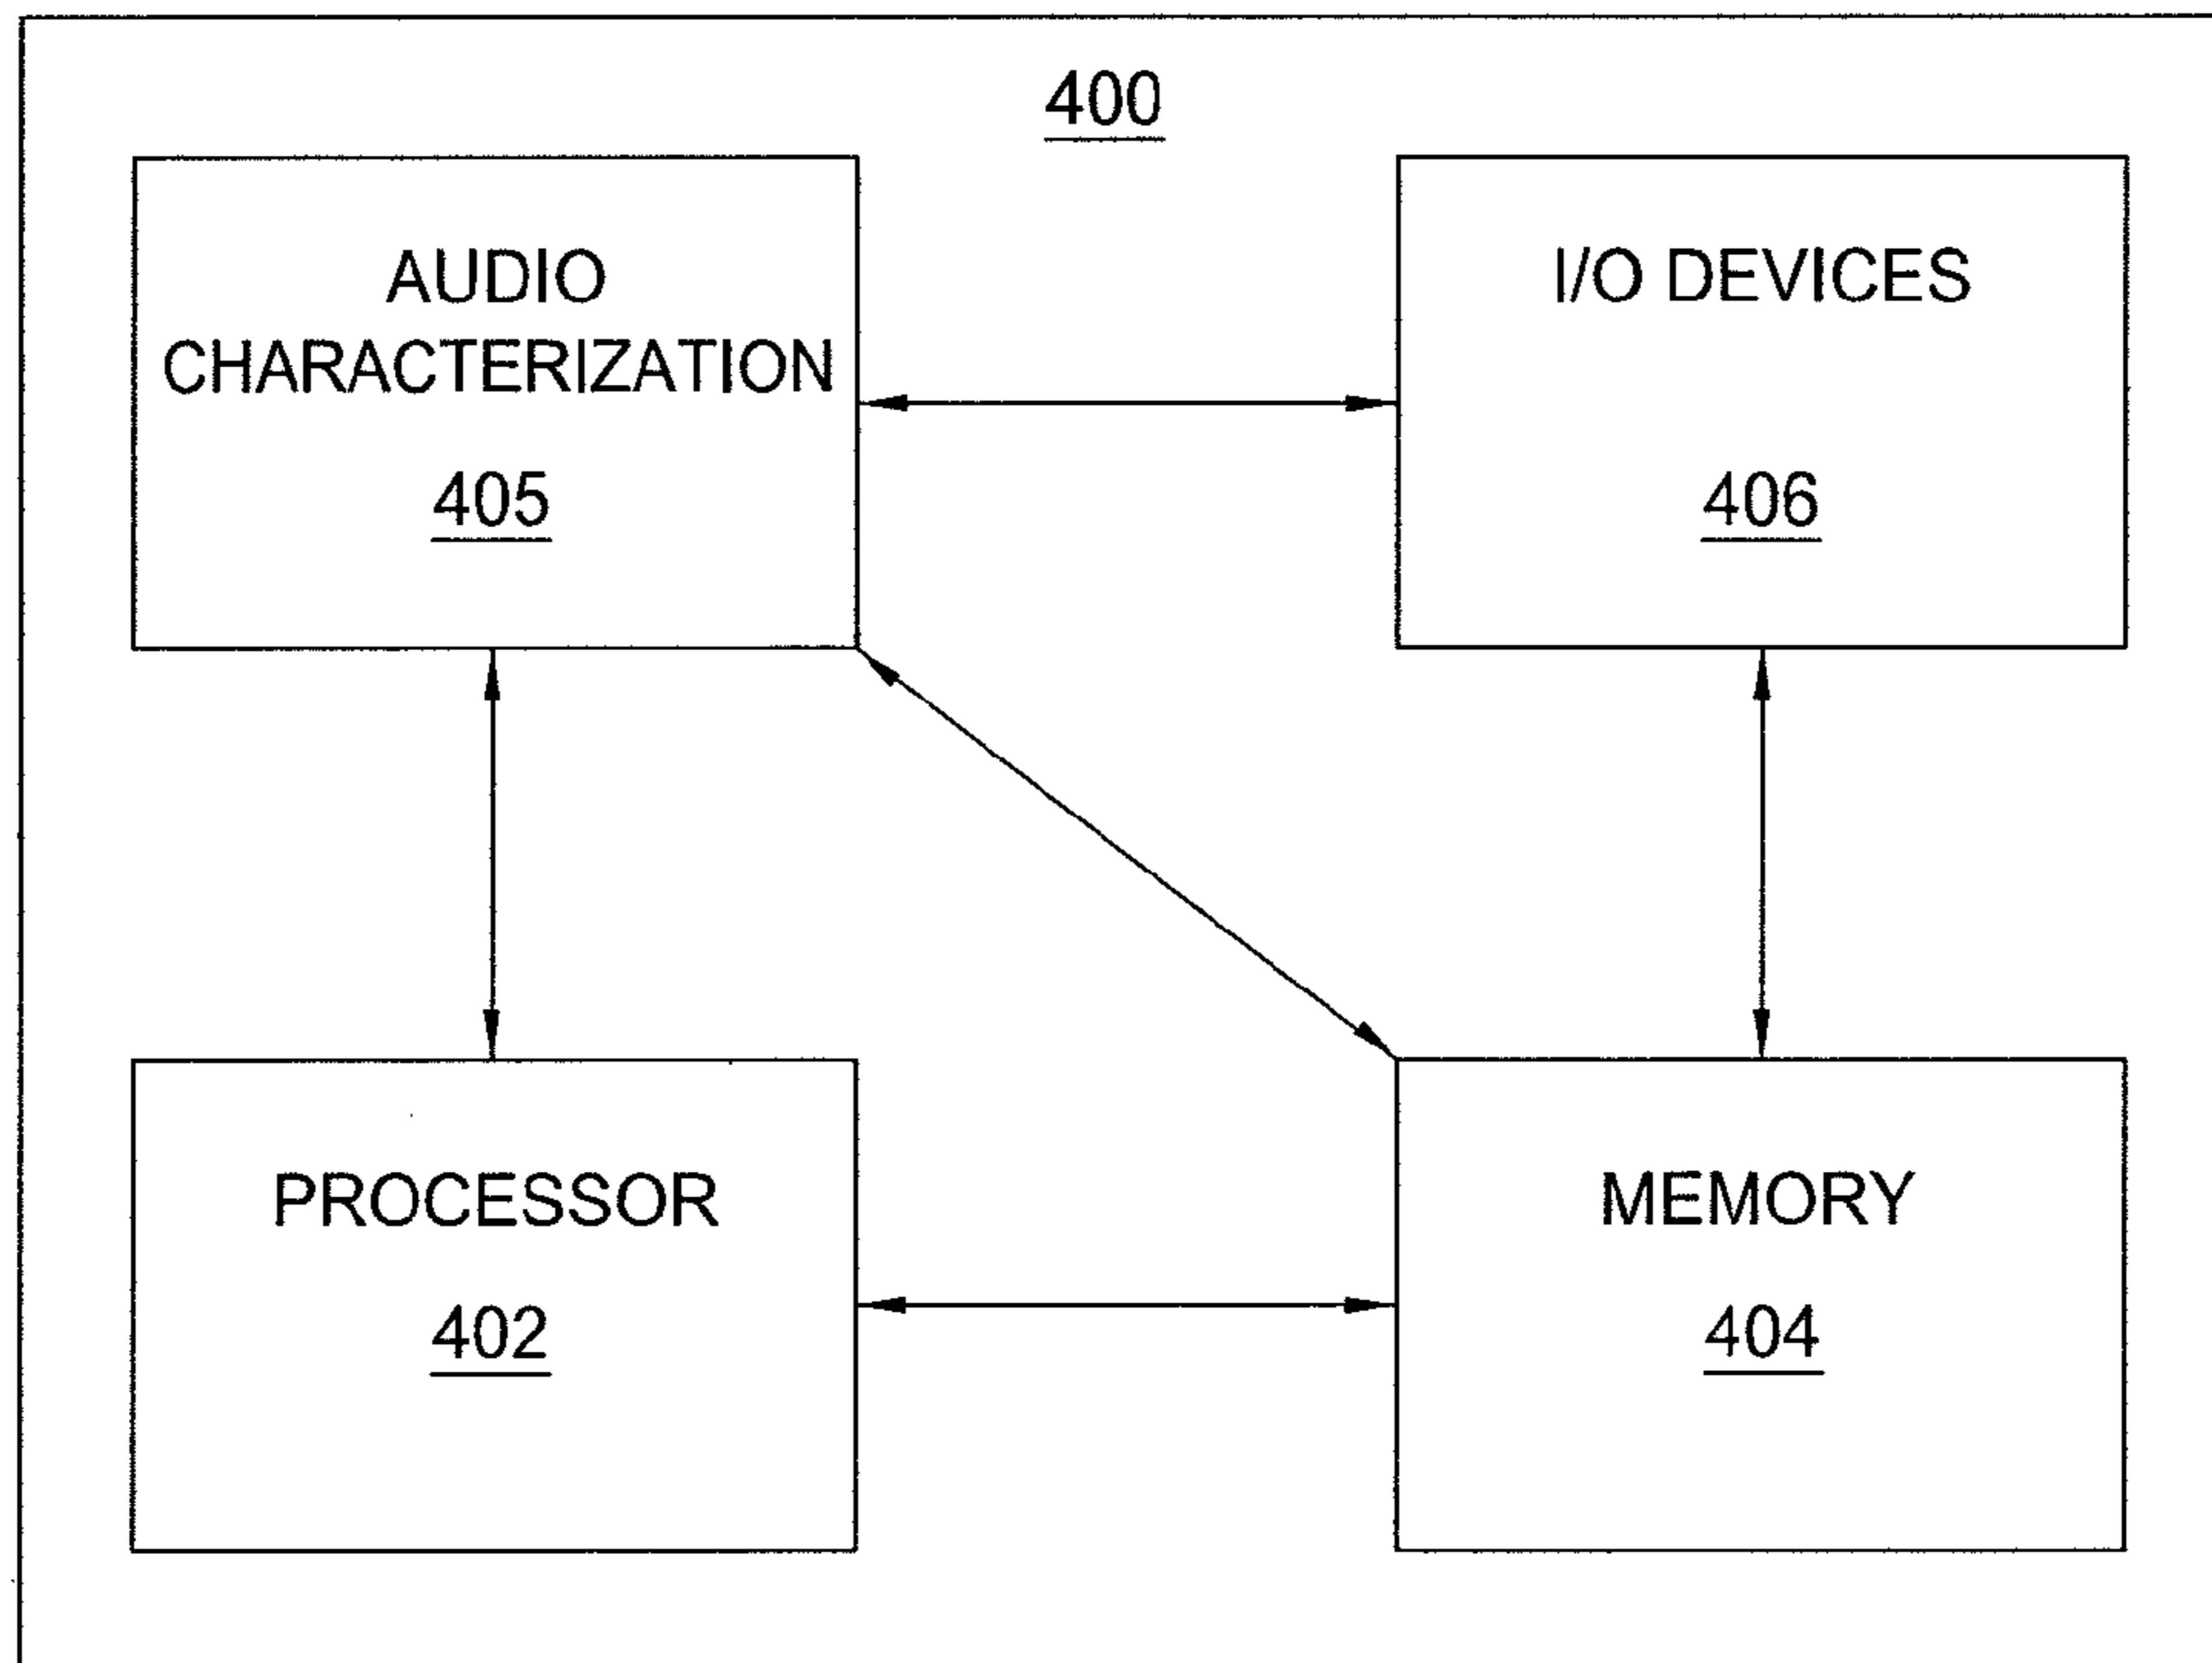 400
AUDIO
CHARACTERIZATION
405
I/O DEVICES
406
PROCESSOR
402
MEMORY
404